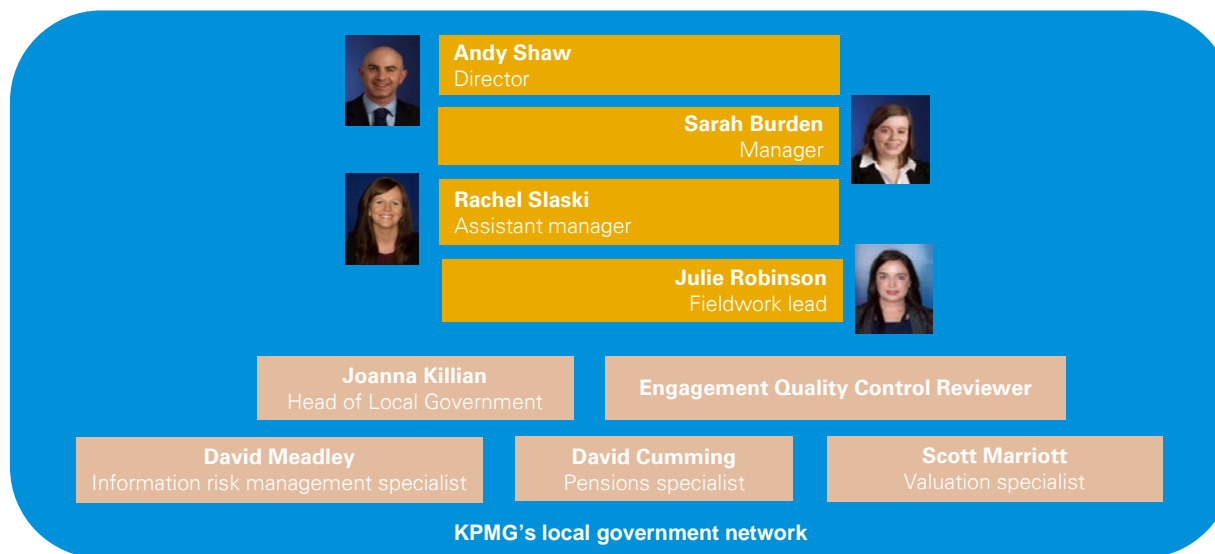 Andy Shaw
Director
Sarah Burden
Manager
Rachel Slaski
Assistant manager
Julie Robinson
Fieldwork lead
Joanna Killian
Head of Local Government
Engagement Quality Control Reviewer
David Meadley
Information risk management specialist
David Cumming
Pensions specialist
Scott Marriott
Valuation specialist
KPMG's local government network